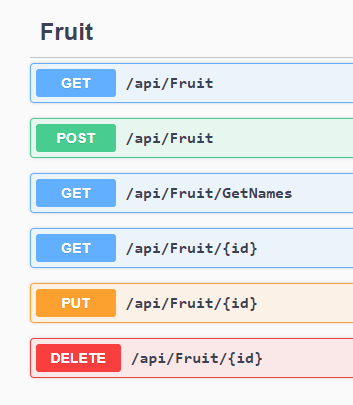 Fruit
GET /api/Fruit
POST /api/Fruit
GET /api/Fruit/GetNames
GET /api/Fruit/{id}
PUT /api/Fruit/{id}
DELETE /api/Fruit/{id}